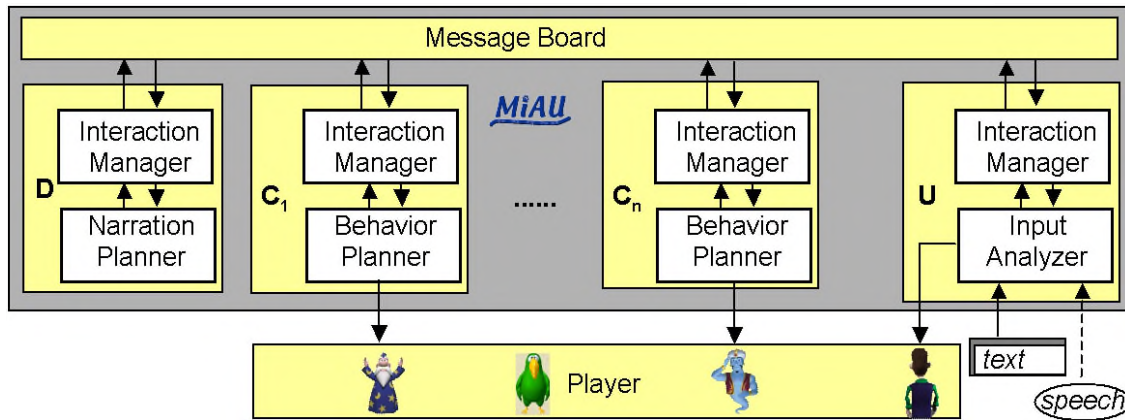 Message Board
MiAU
Interaction
Manager
D
Narration
Planner
Interaction
Manager
C1
Behavior
Planner
......
Interaction
Manager
Cn
Behavior
Planner
Interaction
Manager
U
Input
Analyzer
Player
text
speech